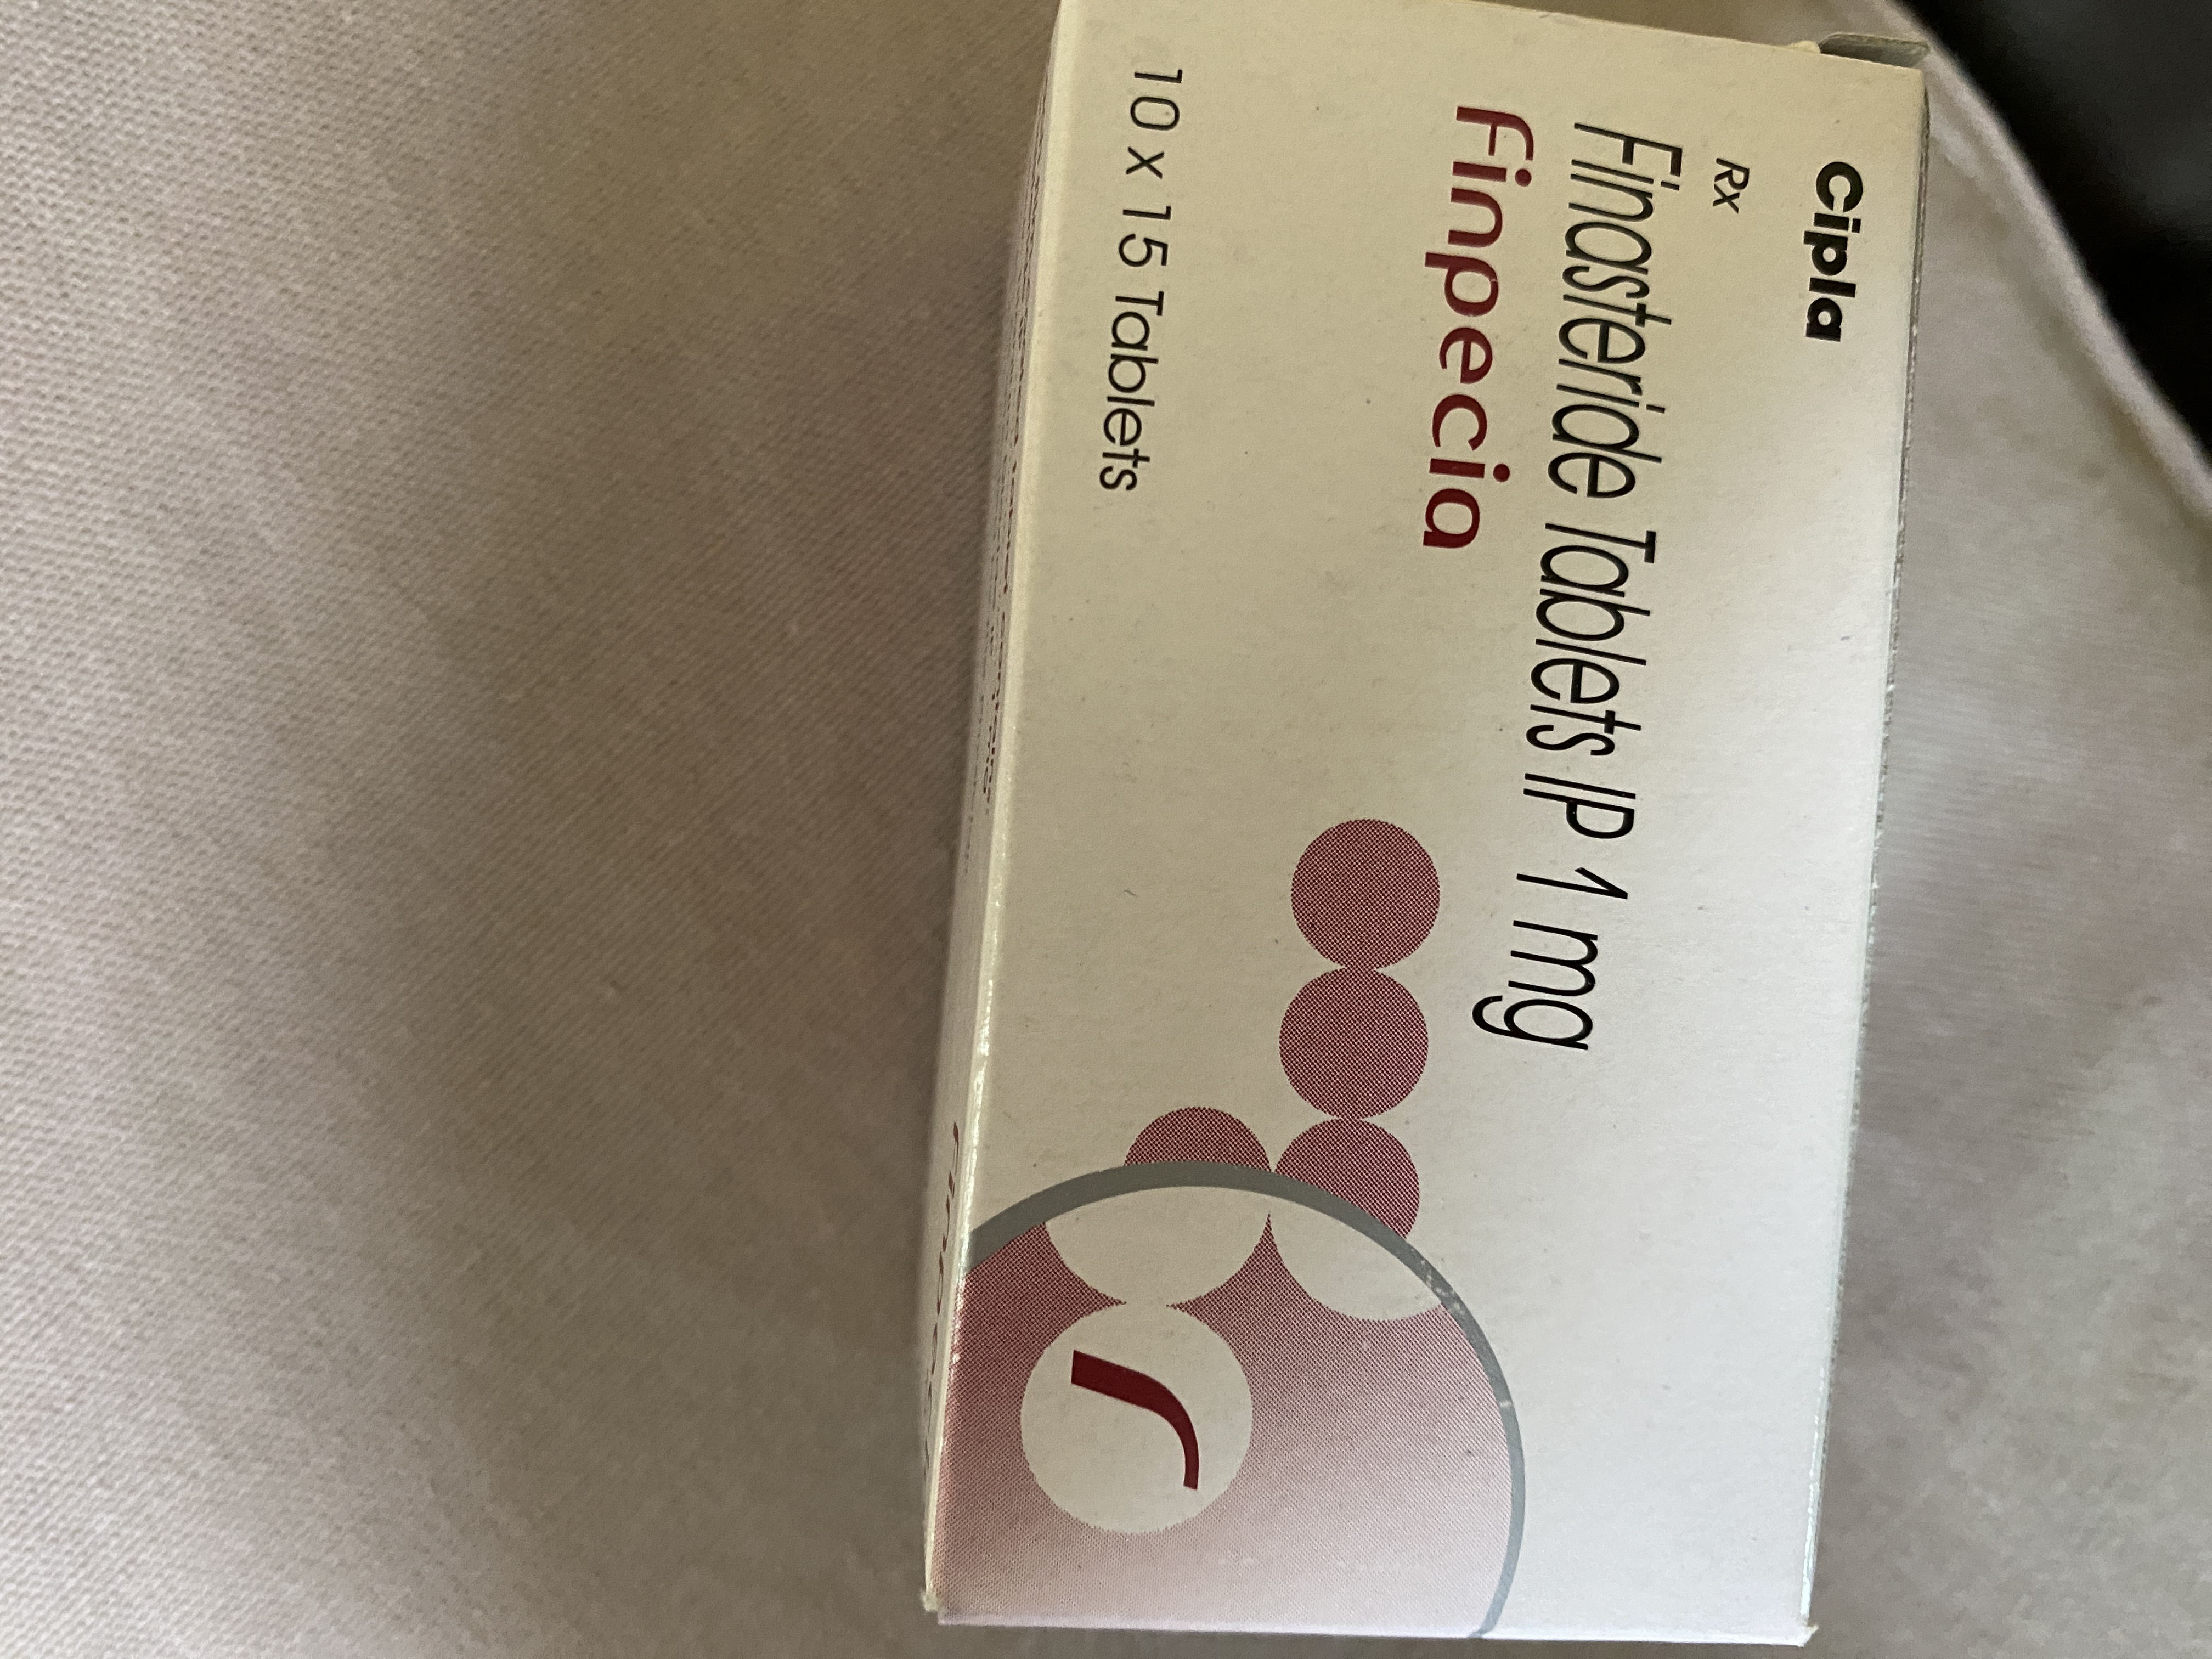 Cipla
Rx
Finasteride Tablets IP 1 mg
Finpecia
10 x 15 Tablets